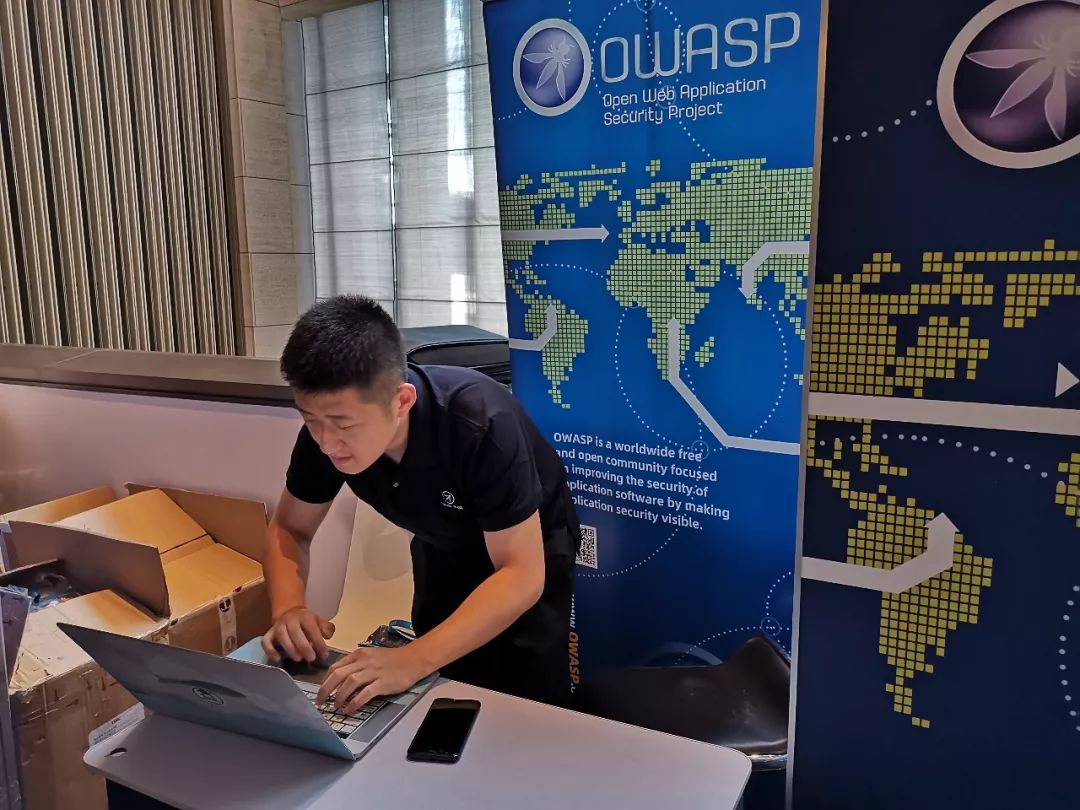 OWASP
Open Web Application
Security Project
OWASP is a worldwide free
and open community focused
improving the security of
application software by making
application security visible.
OWASP